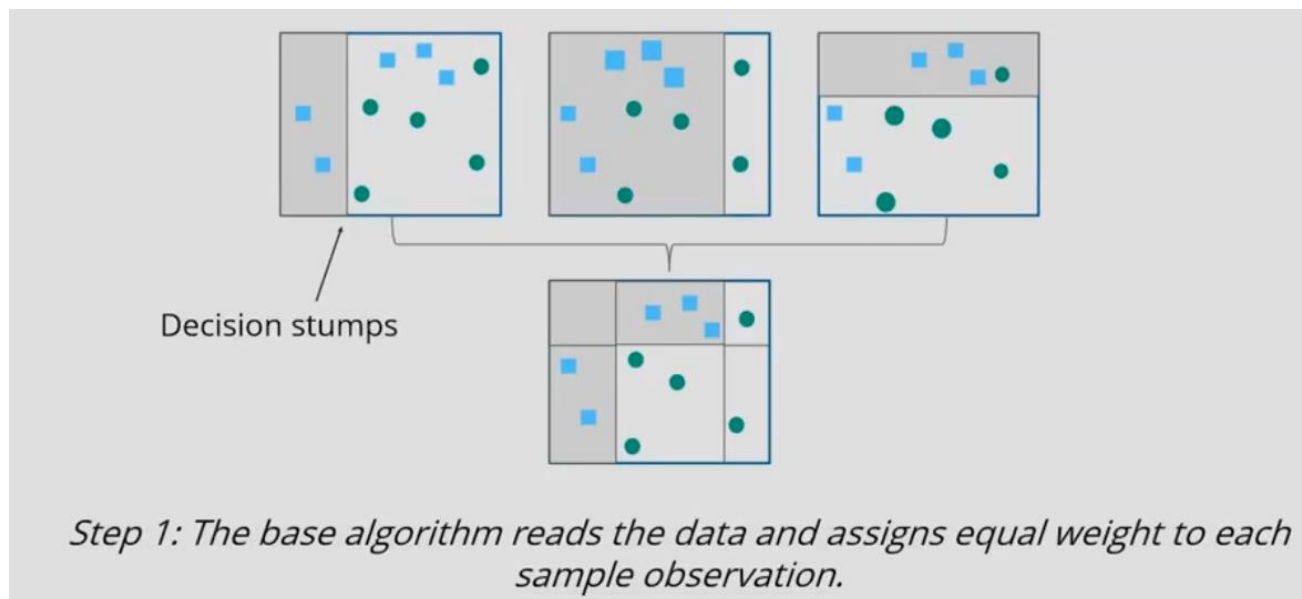 Decision stumps
Step 1: The base algorithm reads the data and assigns equal weight to each
sample observation.